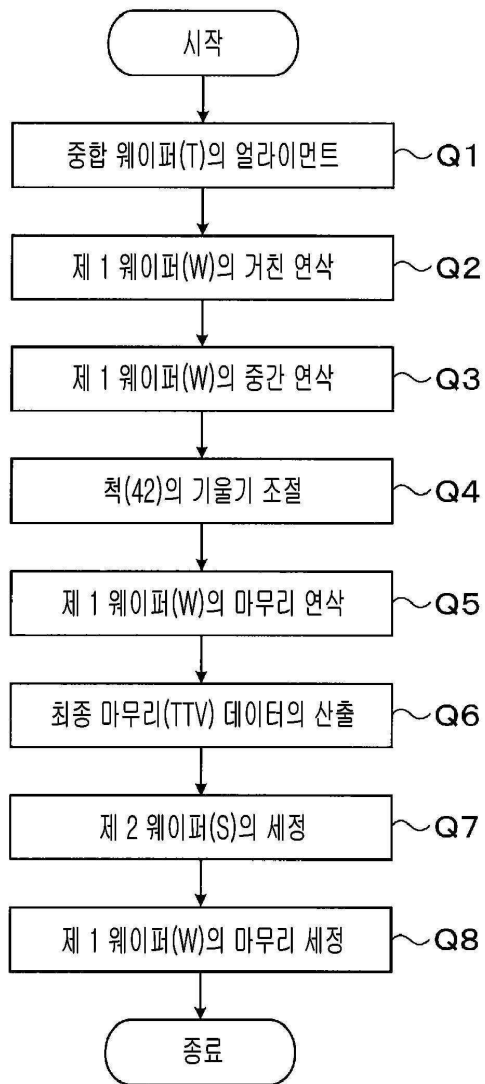 시작
중합 웨이퍼(T)의 얼라이먼트 Q1
제 1 웨이퍼(W)의 거친 연삭 Q2
제 1 웨이퍼(W)의 중간 연삭 Q3
척(42)의 기울기 조절 Q4
제 1 웨이퍼(W)의 마무리 연삭 Q5
최종 마무리(TTV) 데이터의 산출 Q6
제 2 웨이퍼(S)의 세정 Q7
제 1 웨이퍼(W)의 마무리 세정 Q8
종료